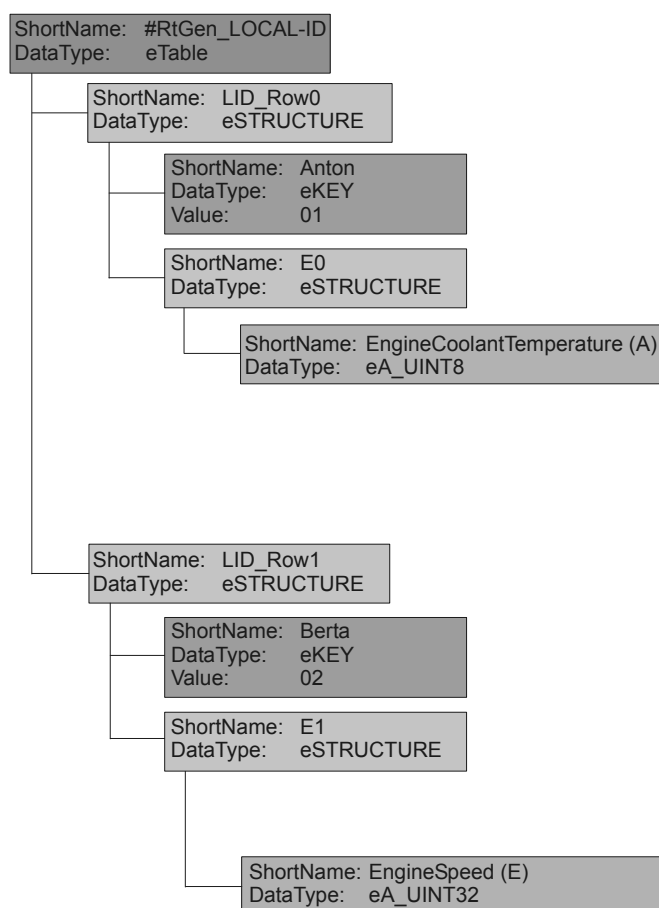 ShortName: #RtGen_LOCAL-ID
DataType: eTable
ShortName: LID_Row0
DataType: eSTRUCTURE
ShortName: Anton
DataType: eKEY
Value: 01
ShortName: E0
DataType: eSTRUCTURE
ShortName: EngineCoolantTemperature (A)
DataType: eA_UINT8
ShortName: LID_Row1
DataType: eSTRUCTURE
ShortName: Berta
DataType: eKEY
Value: 02
ShortName: E1
DataType: eSTRUCTURE
ShortName: EngineSpeed (E)
DataType: eA_UINT32